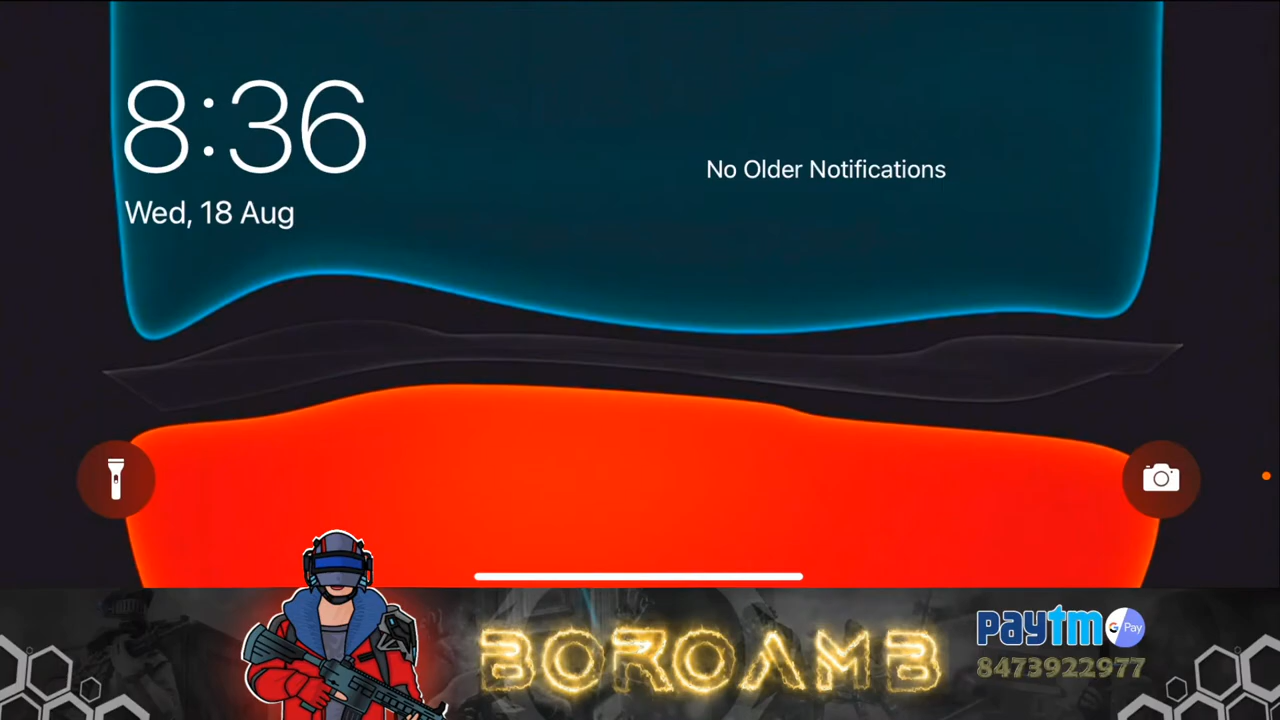 8:36
Wed, 18 Aug
No Older Notifications
BOROAMB
paytm
G Pay
8473922977